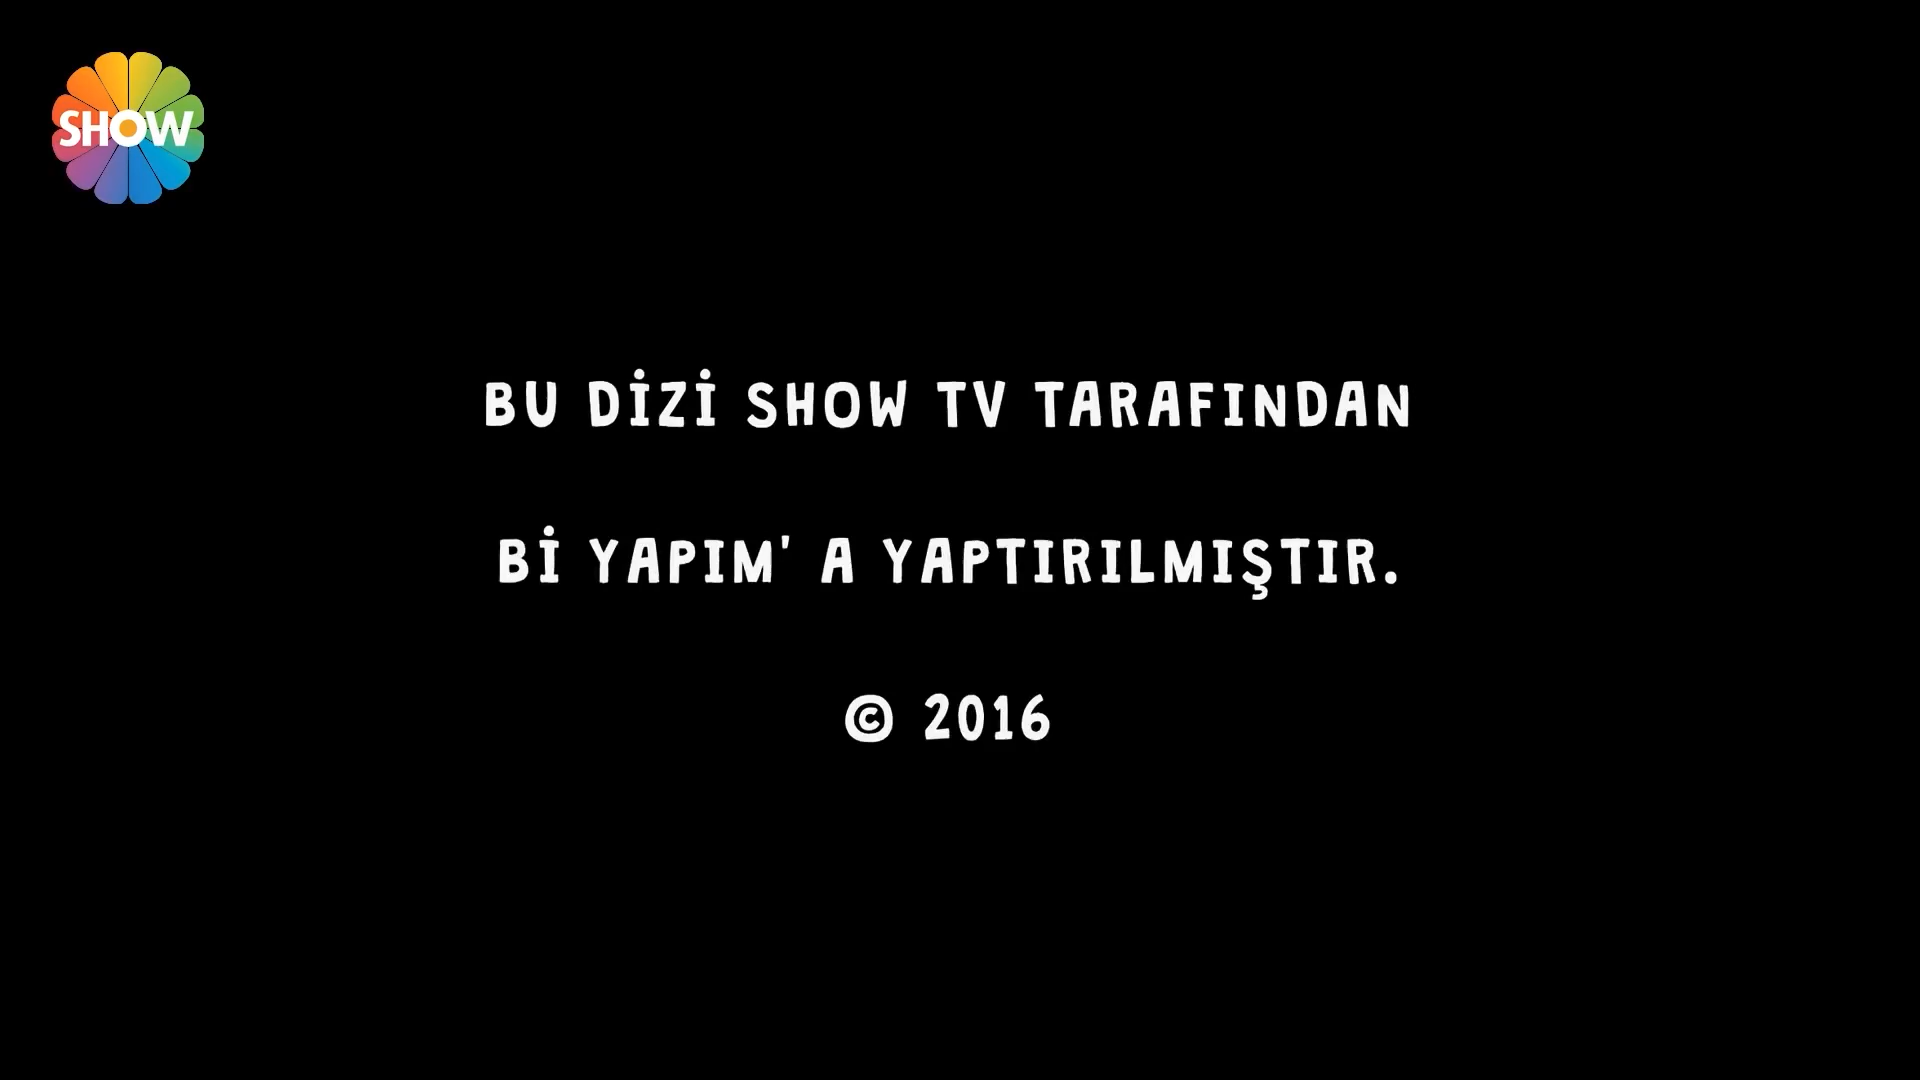 SHOW
BU DİZİ SHOW TV TARAFINDAN
Bİ YAPIM' A YAPTIRILMIŞTIR.
© 2016